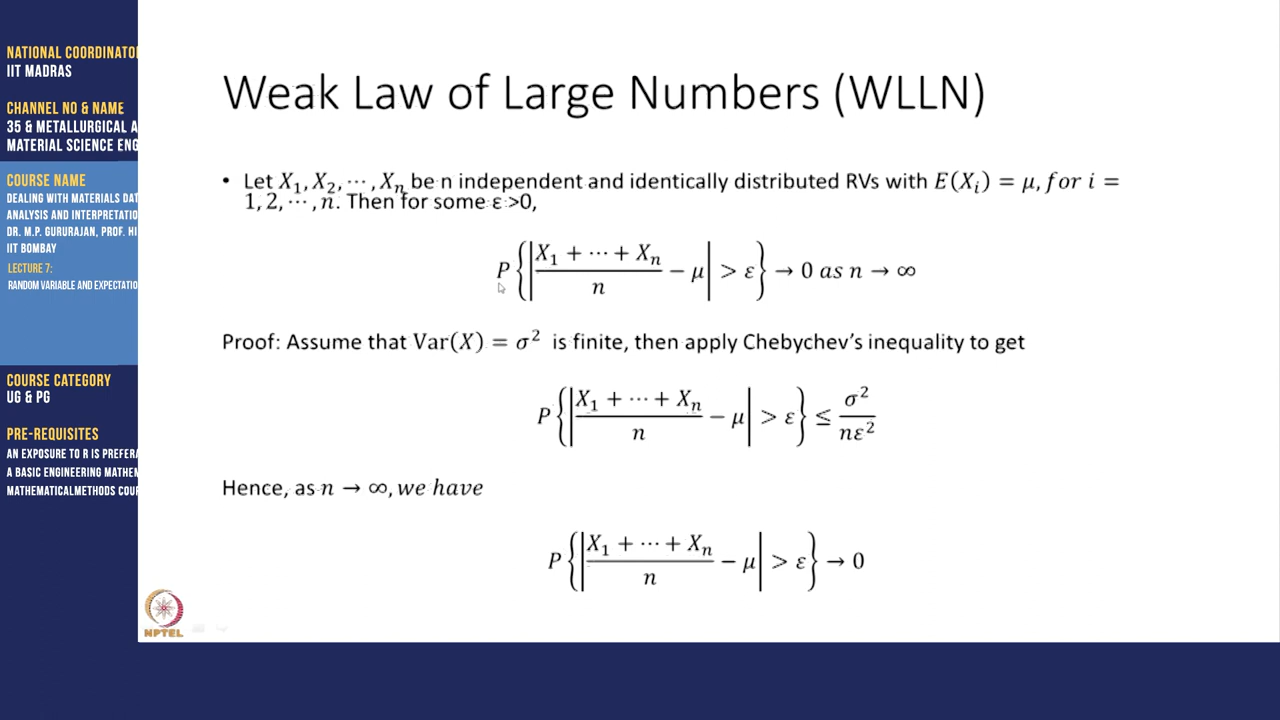 NATIONAL COORDINATO
IIT MADRAS
CHANNEL NO & NAME
35 & METALLURGICAL A
MATERIAL SCIENCE ENG
COURSE NAME
DEALING WITH MATERIALS DAT
ANALYSIS AND INTERPRETATIO
DR. M.P. GURURAJAN, PROF. HI
IIT BOMBAY
LECTURE 7:
RANDOM VARIABLE AND EXPECTATIO
COURSE CATEGORY
UG & PG
PRE-REQUISITES
AN EXPOSURE TO R IS PREFERA
A BASIC ENGINEERING MATHEM
MATHEMATICALMETHODS COUR
Weak Law of Large Numbers (WLLN)
• Let X₁, X₂, ⋯ , Xₙ be n independent and identically distributed RVs with E(Xᵢ) = μ, for i =
1, 2, ⋯ , n. Then for some ε >0,
P{|(X₁ + ⋯ + Xₙ)/n − μ| > ε} → 0 as n → ∞
Proof: Assume that Var(X) = σ² is finite, then apply Chebychev’s inequality to get
P{|(X₁ + ⋯ + Xₙ)/n − μ| > ε} ≤ σ²/nε²
Hence, as n → ∞, we have
P{|(X₁ + ⋯ + Xₙ)/n − μ| > ε} → 0
NPTEL